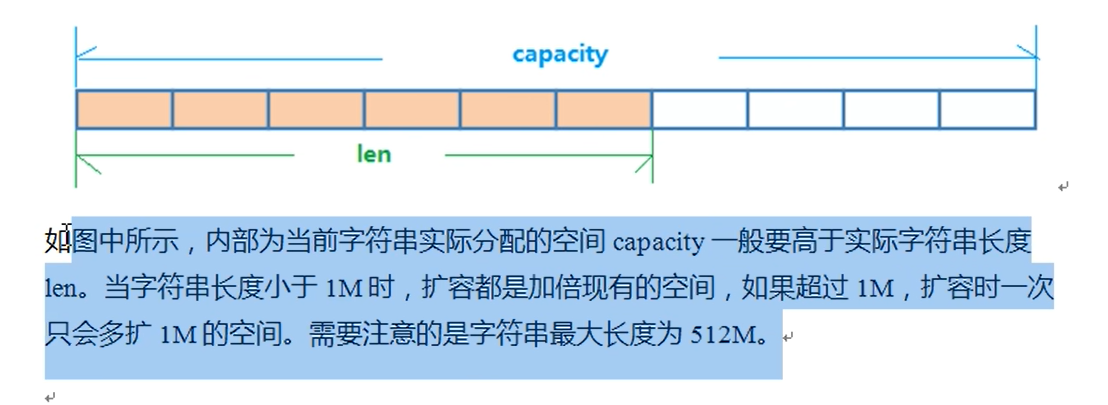 capacity
len
如图中所示，内部为当前字符串实际分配的空间 capacity 一般要高于实际字符串长度
len。当字符串长度小于 1M 时，扩容都是加倍现有的空间，如果超过 1M，扩容时一次
只会多扩 1M 的空间。需要注意的是字符串最大长度为 512M。